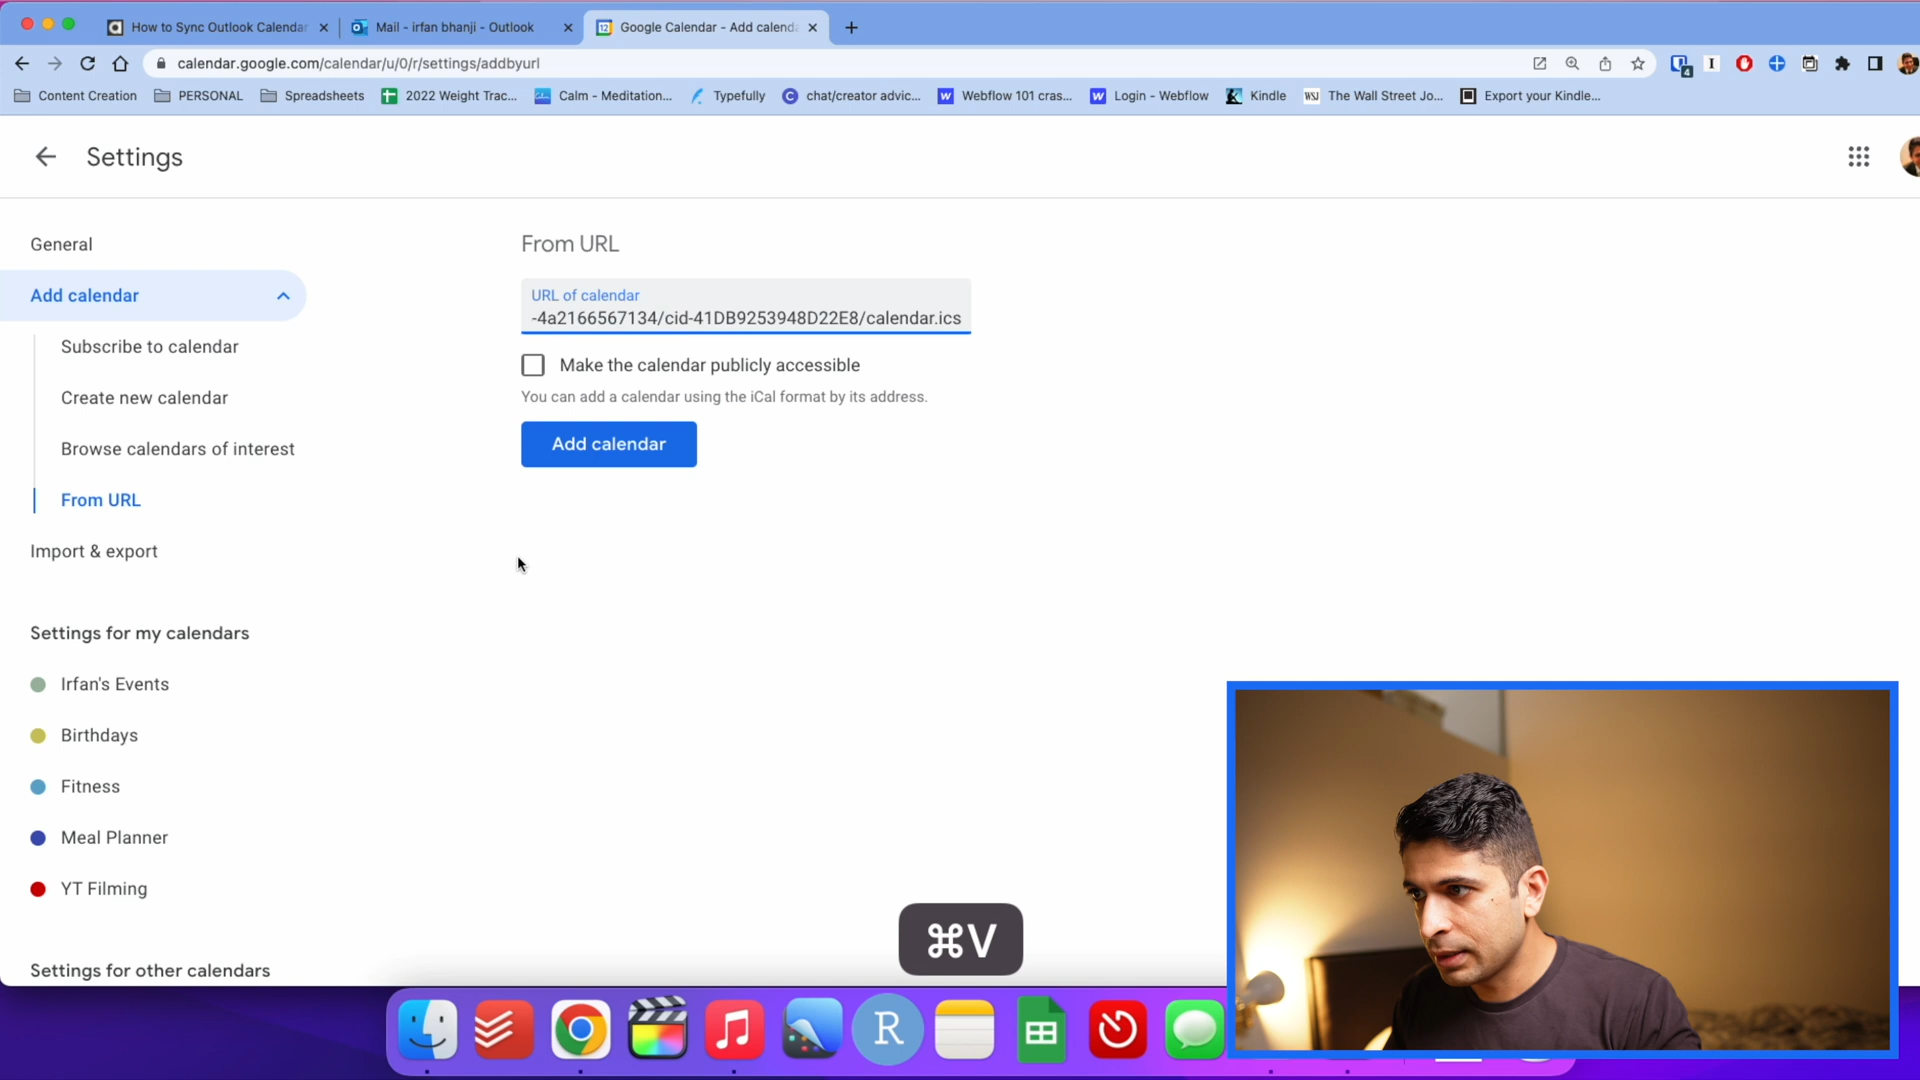 How to Sync Outlook Calendar
Mail - irfan bhanji - Outlook
Google Calendar - Add calenda
calendar.google.com/calendar/u/0/r/settings/addbyurl
Content Creation
PERSONAL
Spreadsheets
2022 Weight Trac...
Calm - Meditation...
Typefully
chat/creator advic...
Webflow 101 cras...
Login - Webflow
Kindle
The Wall Street Jo...
Export your Kindle...
Settings
General
Add calendar
Subscribe to calendar
Create new calendar
Browse calendars of interest
From URL
Import & export
Settings for my calendars
Irfan's Events
Birthdays
Fitness
Meal Planner
YT Filming
Settings for other calendars
From URL
URL of calendar
-4a2166567134/cid-41DB9253948D22E8/calendar.ics
Make the calendar publicly accessible
You can add a calendar using the iCal format by its address.
Add calendar
⌘V
R